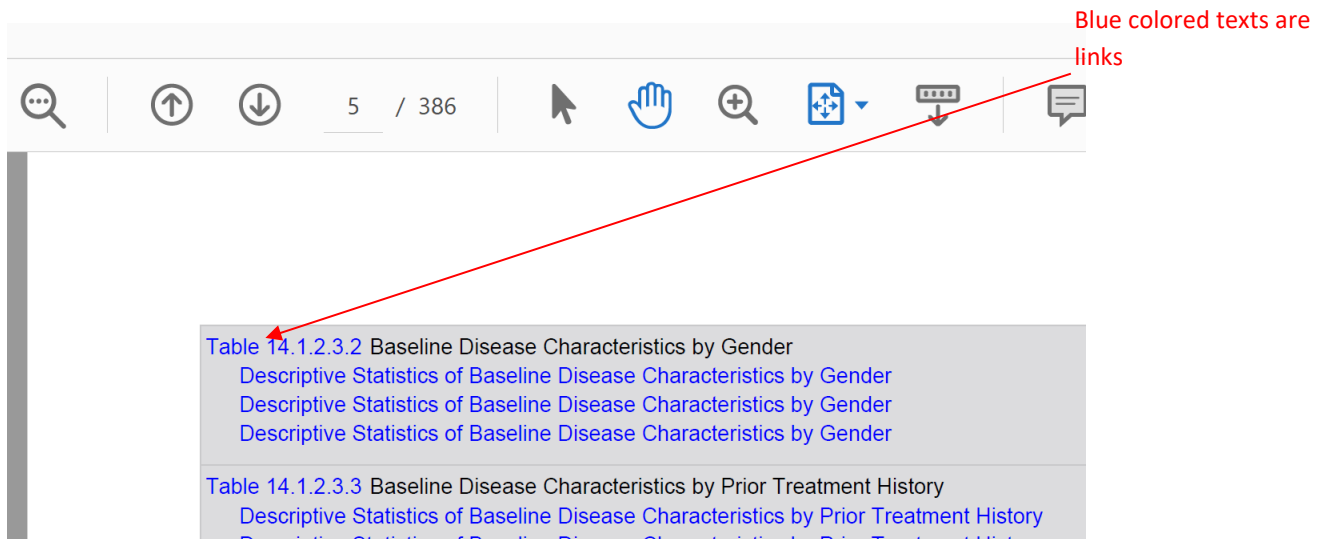 Blue colored texts are
links
5 / 386
Table 14.1.2.3.2 Baseline Disease Characteristics by Gender
Descriptive Statistics of Baseline Disease Characteristics by Gender
Descriptive Statistics of Baseline Disease Characteristics by Gender
Descriptive Statistics of Baseline Disease Characteristics by Gender
Table 14.1.2.3.3 Baseline Disease Characteristics by Prior Treatment History
Descriptive Statistics of Baseline Disease Characteristics by Prior Treatment History